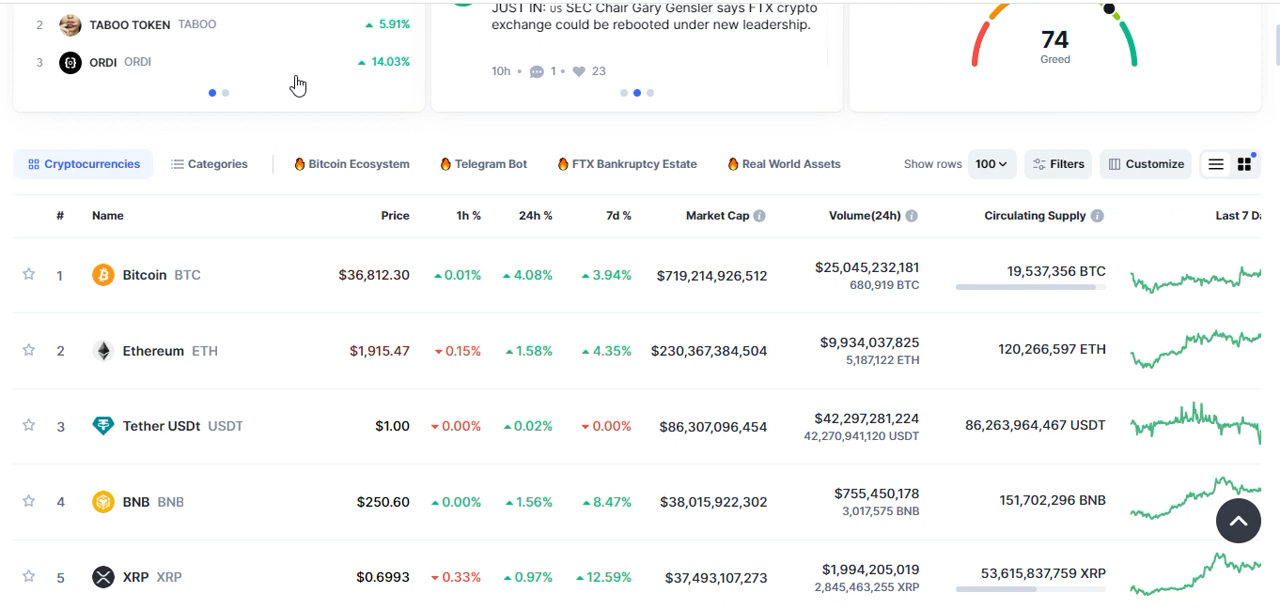 2 TABOO TOKEN TABOO 5.91%
3 ORDI ORDI 14.03%
JUST IN: us SEC Chair Gary Gensler says FTX crypto
exchange could be rebooted under new leadership.
10h • 1 • 23
74
Greed
Cryptocurrencies Categories Bitcoin Ecosystem Telegram Bot FTX Bankruptcy Estate Real World Assets Show rows 100 Filters Customize
# Name Price 1h % 24h % 7d % Market Cap Volume(24h) Circulating Supply Last 7 Da
1 Bitcoin BTC $36,812.30 0.01% 4.08% 3.94% $719,214,926,512 $25,045,232,181 19,537,356 BTC
680,919 BTC
2 Ethereum ETH $1,915.47 0.15% 1.58% 4.35% $230,367,384,504 $9,934,037,825 120,266,597 ETH
5,187,122 ETH
3 Tether USDt USDT $1.00 0.00% 0.02% 0.00% $86,307,096,454 $42,297,281,224 86,263,964,467 USDT
42,270,941,120 USDT
4 BNB BNB $250.60 0.00% 1.56% 8.47% $38,015,922,302 $755,450,178 151,702,296 BNB
3,017,575 BNB
5 XRP XRP $0.6993 0.33% 0.97% 12.59% $37,493,107,273 $1,994,205,019 53,615,837,759 XRP
2,845,463,255 XRP